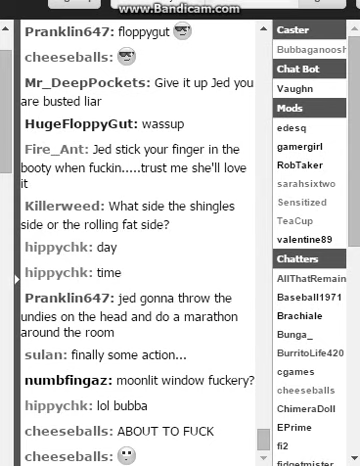 www.Bandicam.com
Pranklin647: floppygut
cheeseballs:
Mr_DeepPockets: Give it up Jed you
are busted liar
HugeFloppyGut: wassup
Fire_Ant: Jed stick your finger in the
booty when fuckin.....trust me she'll love
it
Killerweed: What side the shingles
side or the rolling fat side?
hippychk: day
hippychk: time
Pranklin647: jed gonna throw the
undies on the head and do a marathon
around the room
sulan: finally some action...
numbfingaz: moonlit window fuckery?
hippychk: lol bubba
cheeseballs: ABOUT TO FUCK
cheeseballs:
Caster
Bubbaganoosh
Chat Bot
Vaughn
Mods
edesq
gamergirl
RobTaker
sarahsixtwo
Sensitized
TeaCup
valentine89
Chatters
AllThatRemain
Baseball1971
Brachiale
Bunga_
BurritoLife420
cgames
cheeseballs
ChimeraDoll
EPrime
fi2
fidgetmister